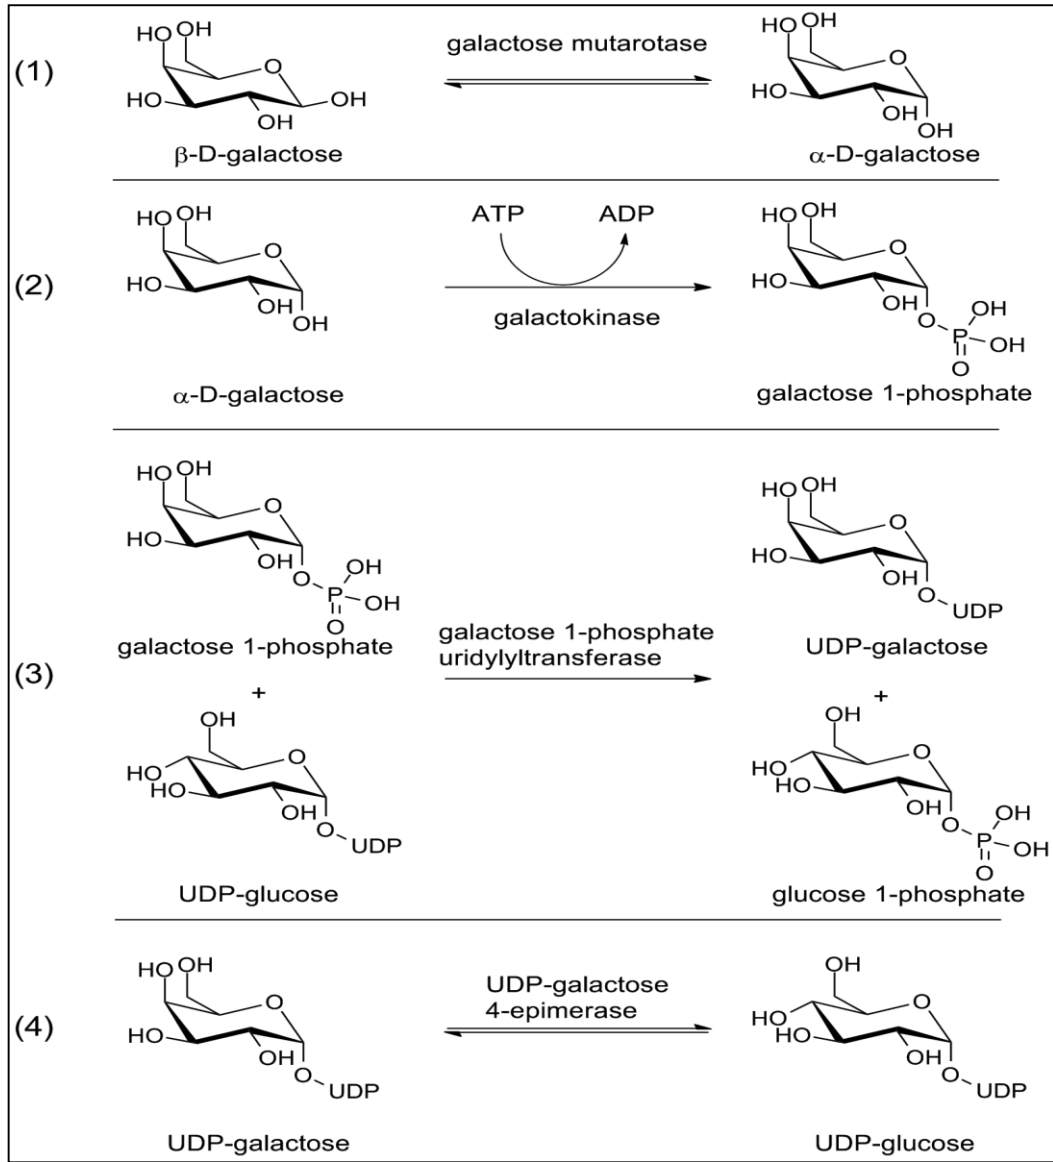 (1)
HO OH
O
HO
OH
OH
β-D-galactose
galactose mutarotase
HO OH
O
HO
OH
OH
α-D-galactose
(2)
HO OH
O
HO
OH
OH
α-D-galactose
ATP ADP
galactokinase
HO OH
O
HO
OH
O
OH
P
OH
O
galactose 1-phosphate
(3)
HO OH
O
HO
OH
O
OH
P
OH
O
galactose 1-phosphate
+
OH
O
HO
HO
OH
O
UDP
UDP-glucose
galactose 1-phosphate
uridylyltransferase
HO OH
O
HO
OH
O
UDP
UDP-galactose
+
OH
O
HO
HO
OH
O
OH
P
OH
O
glucose 1-phosphate
(4)
HO OH
O
HO
OH
O
UDP
UDP-galactose
UDP-galactose
4-epimerase
OH
O
HO
HO
OH
O
UDP
UDP-glucose